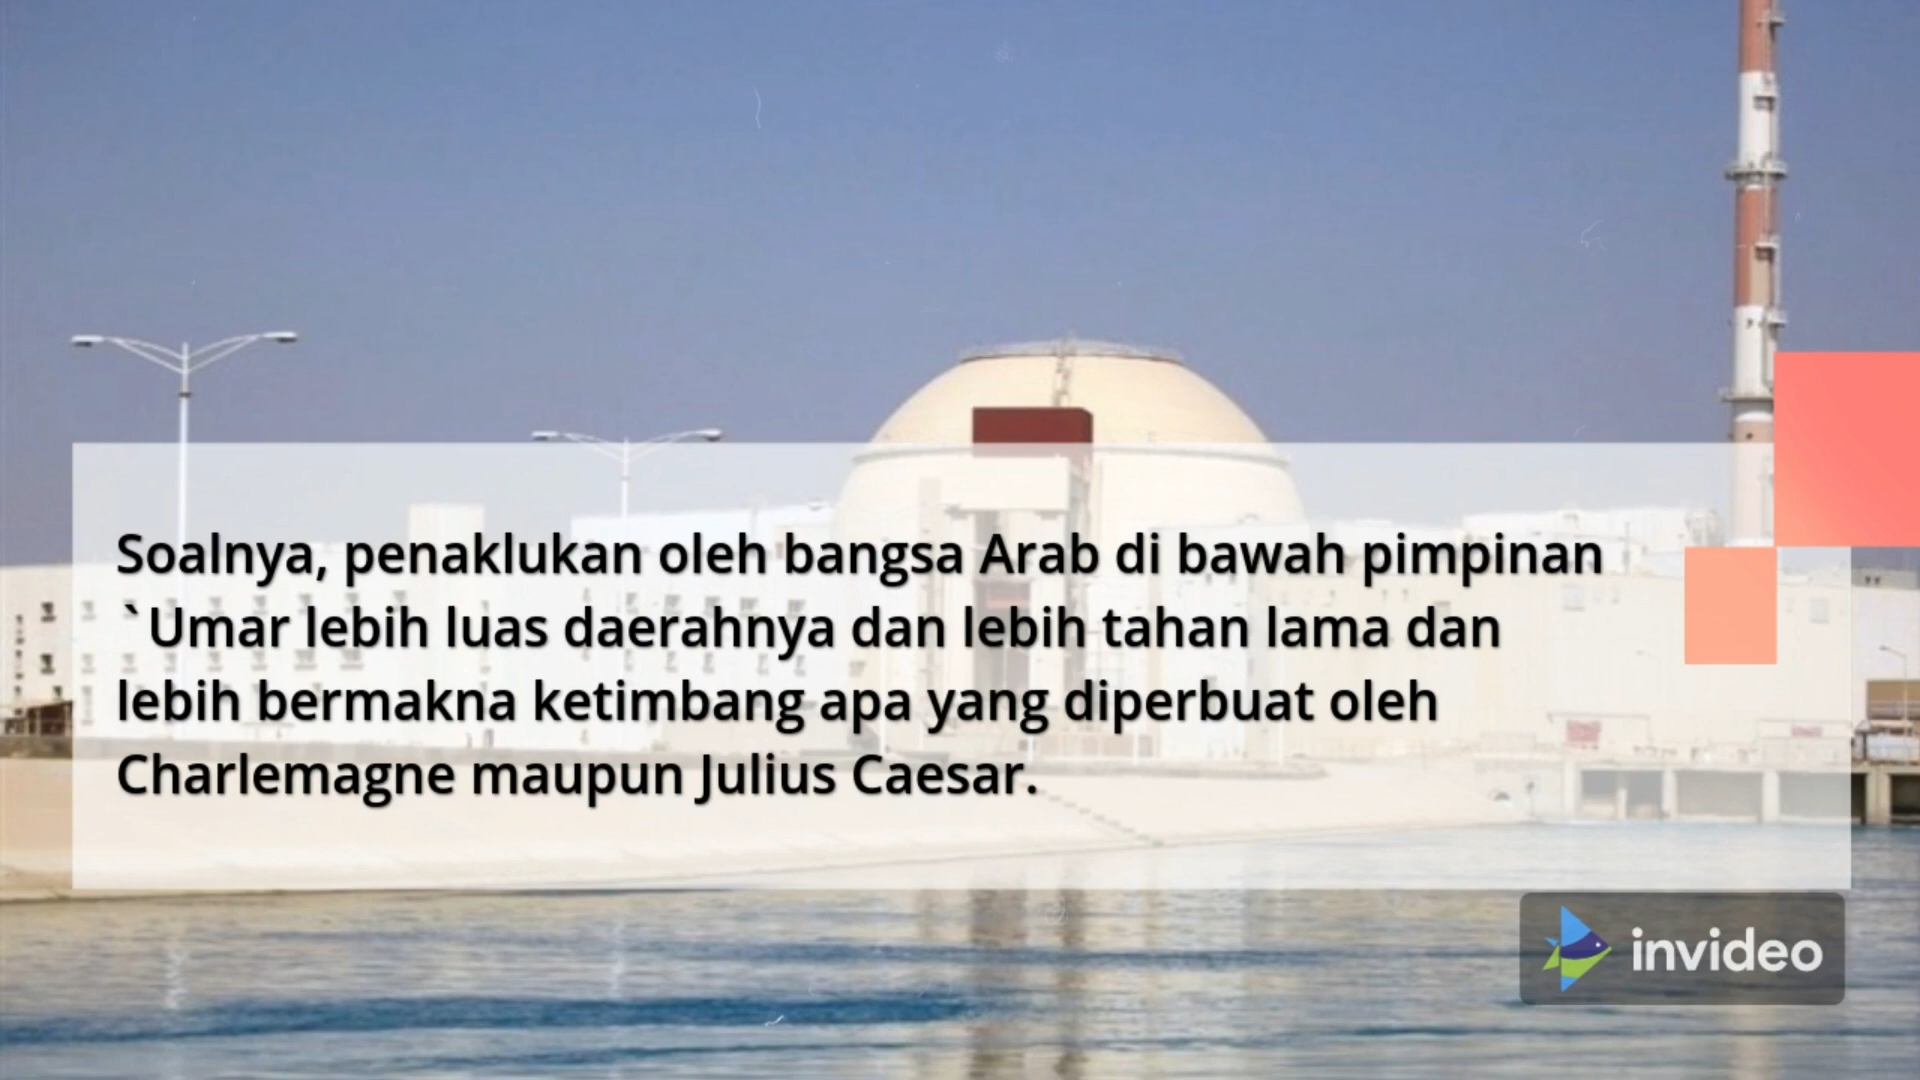 Soalnya, penaklukan oleh bangsa Arab di bawah pimpinan
`Umar lebih luas daerahnya dan lebih tahan lama dan
lebih bermakna ketimbang apa yang diperbuat oleh
Charlemagne maupun Julius Caesar.
invideo